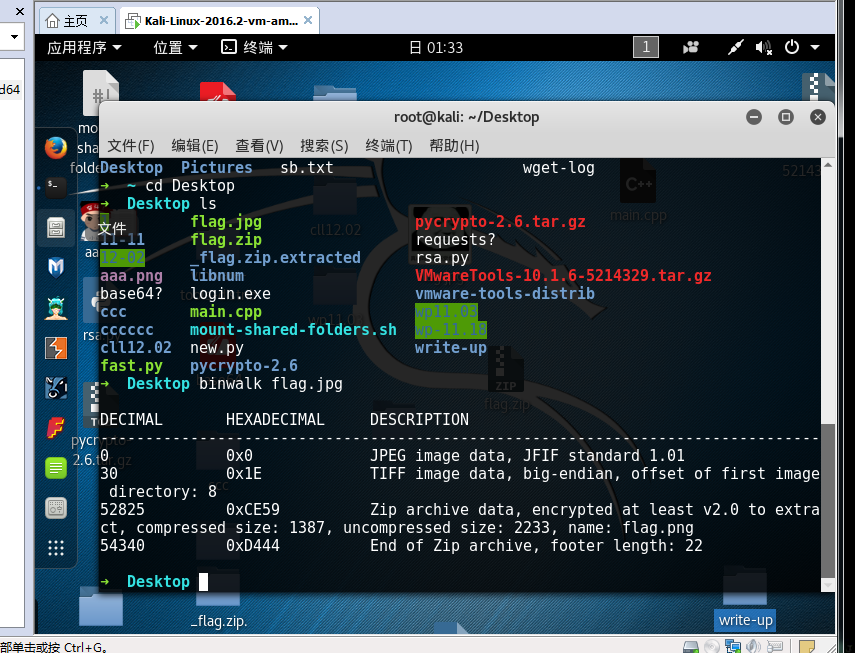 主页
Kali-Linux-2016.2-vm-am...
应用程序 位置 终端 日 01:33 1
d64
root@kali: ~/Desktop
文件(F) 编辑(E) 查看(V) 搜索(S) 终端(T) 帮助(H)
Desktop Pictures sb.txt wget-log
→ ~ cd Desktop
→ Desktop ls
文件 flag.jpg pycrypto-2.6.tar.gz
11-11 flag.zip requests?
12-02 _flag.zip.extracted rsa.py
aaa.png libnum VMwareTools-10.1.6-5214329.tar.gz
base64? login.exe vmware-tools-distrib
ccc main.cpp wp11.03
cccccc mount-shared-folders.sh wp-11.18
cll12.02 new.py write-up
fast.py pycrypto-2.6
→ Desktop binwalk flag.jpg
DECIMAL HEXADECIMAL DESCRIPTION
--------------------------------------------------------------------------------
0 0x0 JPEG image data, JFIF standard 1.01
30 0x1E TIFF image data, big-endian, offset of first image
directory: 8
52825 0xCE59 Zip archive data, encrypted at least v2.0 to extra
ct, compressed size: 1387, uncompressed size: 2233, name: flag.png
54340 0xD444 End of Zip archive, footer length: 22
→ Desktop
mo
sha
folde
aa
rsa
pycrypto-
2.6.tar.gz
52143
main.cpp
cll12.02
wp11.0
ZIP
flag.zip
_flag.zip.
write-up
部单击或按 Ctrl+G。